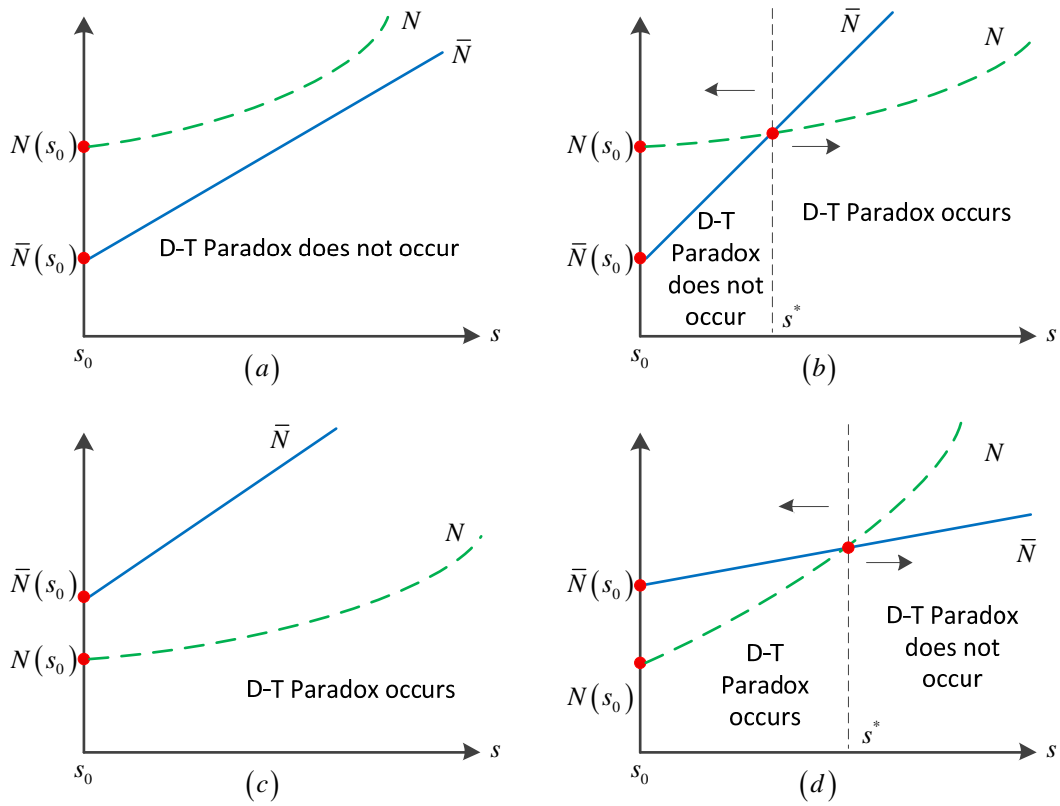 N
N̄
N(s₀)
N̄(s₀)
D-T Paradox does not occur
s
s₀
(a)
N̄
N
N(s₀)
N̄(s₀)
D-T
Paradox
does not
occur
D-T Paradox occurs
s*
s
s₀
(b)
N̄
N
N̄(s₀)
N(s₀)
D-T Paradox occurs
s
s₀
(c)
N
N̄
N̄(s₀)
N(s₀)
D-T
Paradox
occurs
D-T Paradox
does not
occur
s*
s
s₀
(d)